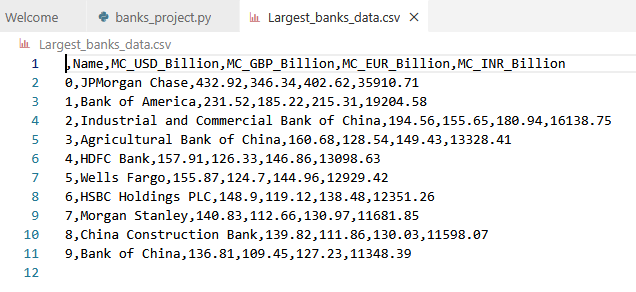 Welcome banks_project.py Largest_banks_data.csv
Largest_banks_data.csv
1 ,Name,MC_USD_Billion,MC_GBP_Billion,MC_EUR_Billion,MC_INR_Billion
2 0,JPMorgan Chase,432.92,346.34,402.62,35910.71
3 1,Bank of America,231.52,185.22,215.31,19204.58
4 2,Industrial and Commercial Bank of China,194.56,155.65,180.94,16138.75
5 3,Agricultural Bank of China,160.68,128.54,149.43,13328.41
6 4,HDFC Bank,157.91,126.33,146.86,13098.63
7 5,Wells Fargo,155.87,124.7,144.96,12929.42
8 6,HSBC Holdings PLC,148.9,119.12,138.48,12351.26
9 7,Morgan Stanley,140.83,112.66,130.97,11681.85
10 8,China Construction Bank,139.82,111.86,130.03,11598.07
11 9,Bank of China,136.81,109.45,127.23,11348.39
12